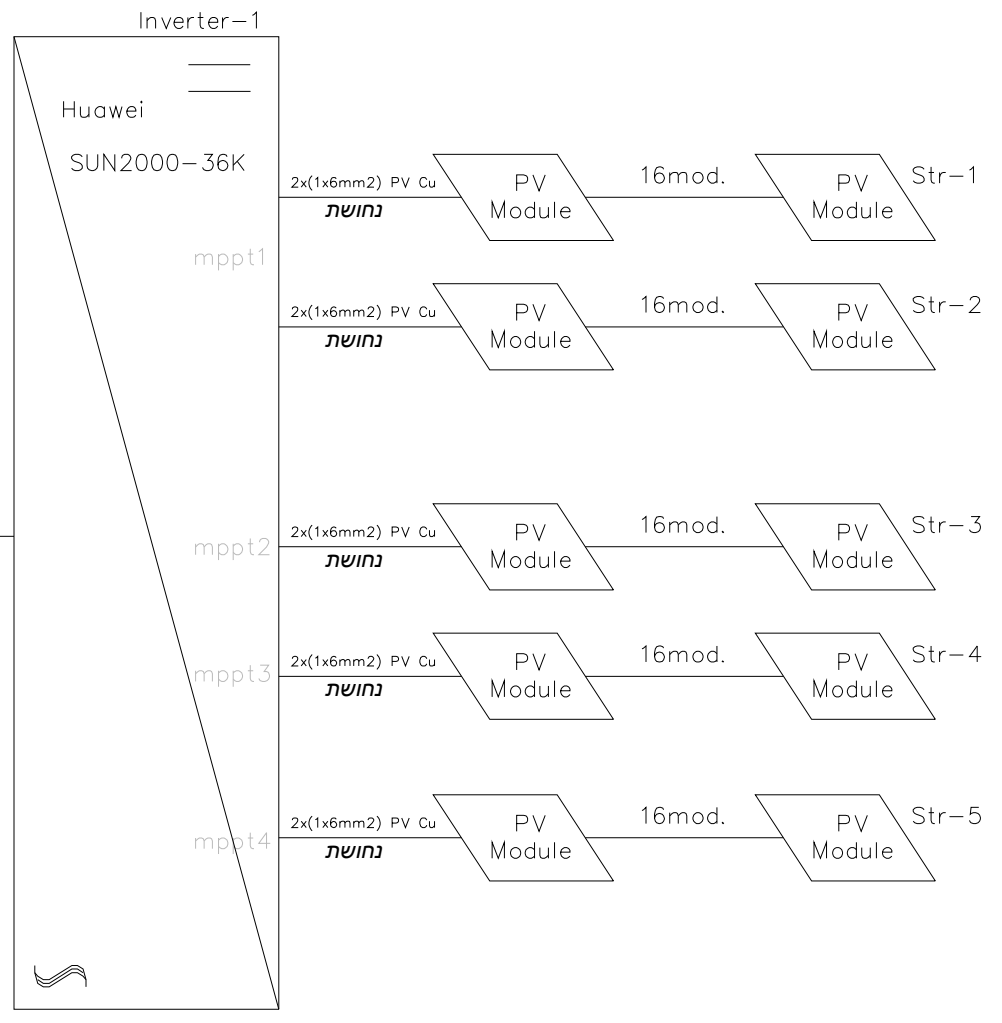 Inverter-1
Huawei
SUN2000-36K
2x(1x6mm2) PV Cu
נחושת
PV
Module
16mod.
PV
Module
Str-1
mppt1
2x(1x6mm2) PV Cu
נחושת
PV
Module
16mod.
PV
Module
Str-2
mppt2
2x(1x6mm2) PV Cu
נחושת
PV
Module
16mod.
PV
Module
Str-3
mppt3
2x(1x6mm2) PV Cu
נחושת
PV
Module
16mod.
PV
Module
Str-4
mppt4
2x(1x6mm2) PV Cu
נחושת
PV
Module
16mod.
PV
Module
Str-5